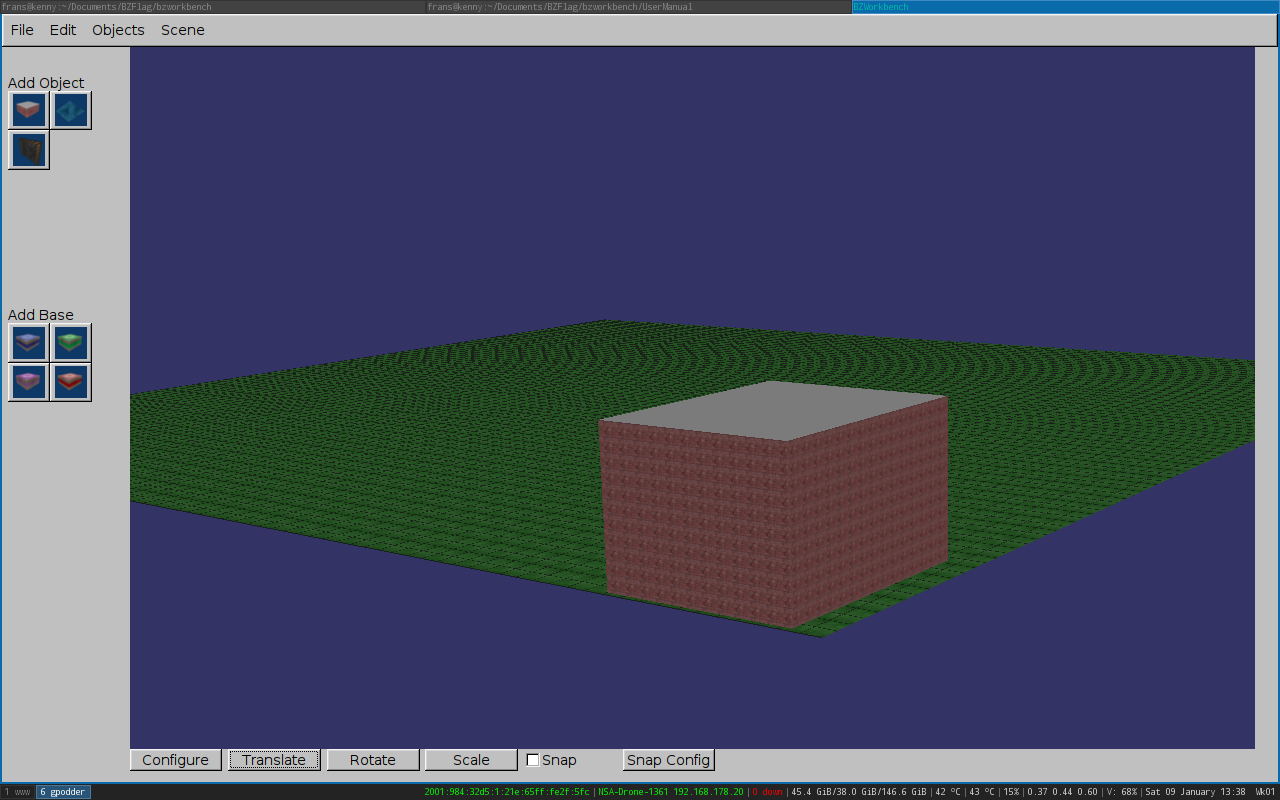 frans@kenny:~/Documents/BZFlag/bzworkbench frans@kenny:~/Documents/BZFlag/bzworkbench/UserManual BZWorkbench
File Edit Objects Scene
Add Object
Add Base
Configure Translate Rotate Scale Snap Snap Config
1 www 6 gpodder 2001:984:32d5:1:21e:65ff:fe2f:5fc|NSA-Drone-1361 192.168.178.20|0 down|45.4 GiB/38.0 GiB/146.6 GiB|42 ºC|43 ºC|15%|0.37 0.44 0.60|V: 68%|Sat 09 January 13:38 Wk01